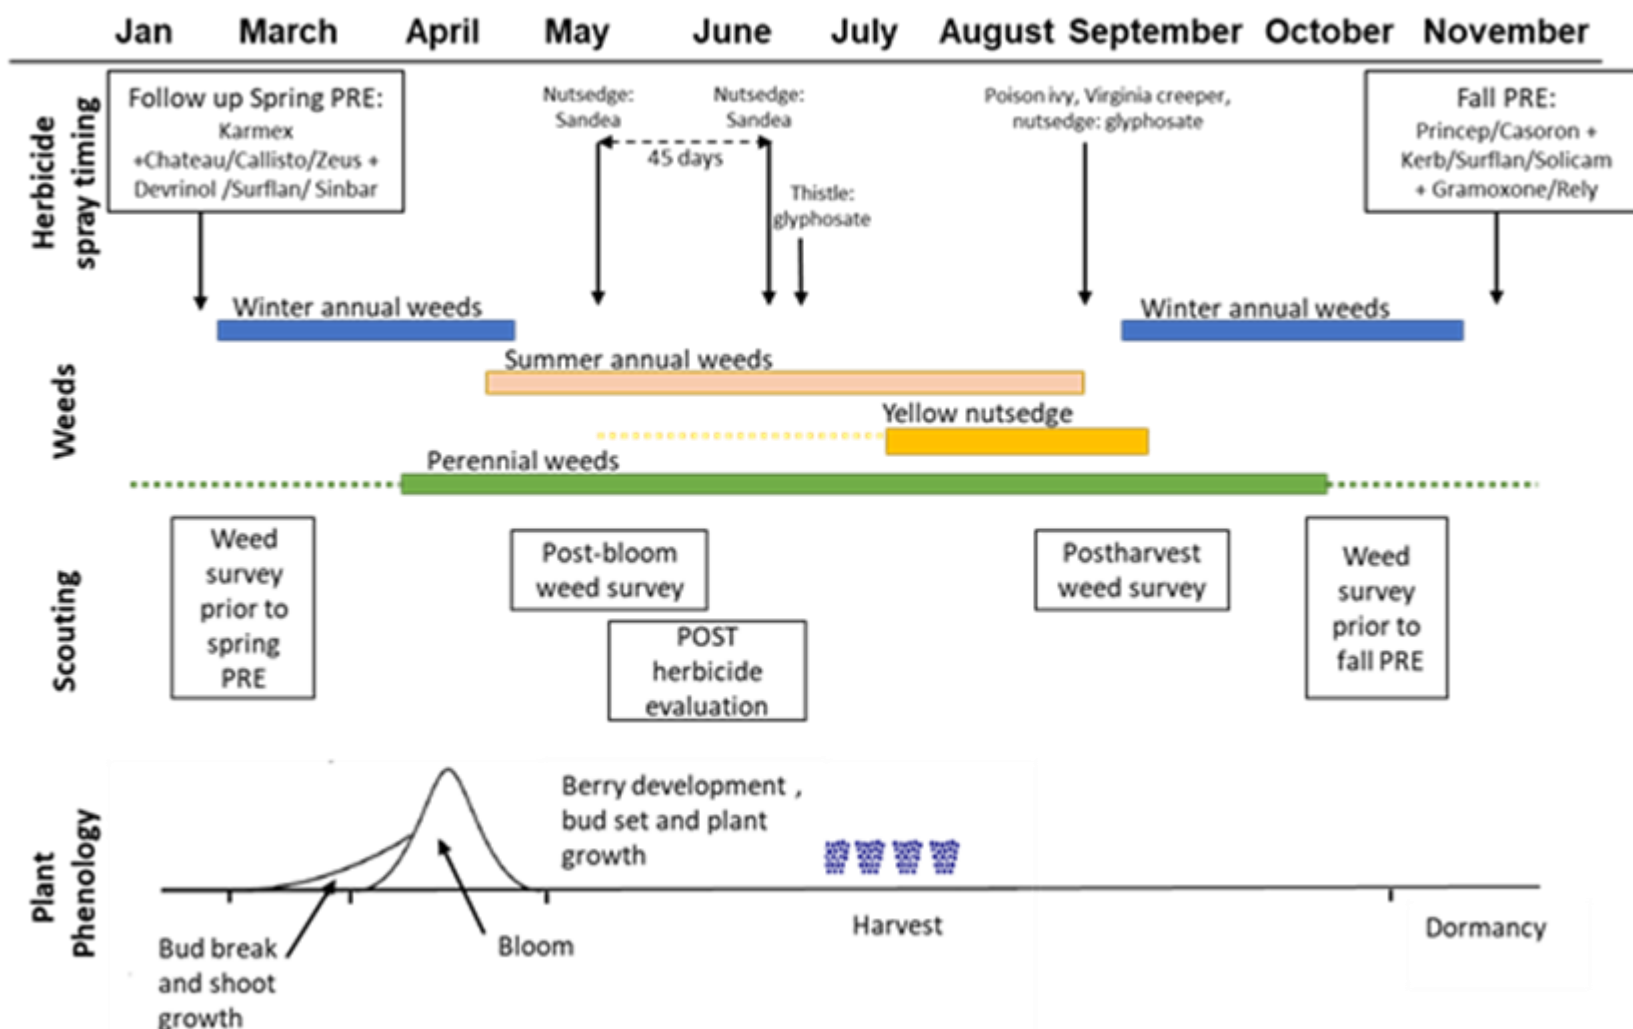 Jan March April May June July August September October November
Herbicide
spray timing
Follow up Spring PRE:
Karmex
+Chateau/Callisto/Zeus +
Devrinol /Surflan/ Sinbar
Nutsedge:
Sandea
45 days
Nutsedge:
Sandea
Thistle:
glyphosate
Poison ivy, Virginia creeper,
nutsedge: glyphosate
Fall PRE:
Princep/Casoron +
Kerb/Surflan/Solicam
+ Gramoxone/Rely
Weeds
Winter annual weeds
Winter annual weeds
Summer annual weeds
Yellow nutsedge
Perennial weeds
Scouting
Weed
survey
prior to
spring
PRE
Post-bloom
weed survey
POST
herbicide
evaluation
Postharvest
weed survey
Weed
survey
prior to
fall PRE
Plant
Phenology
Berry development ,
bud set and plant
growth
Bud break
and shoot
growth
Bloom
Harvest
Dormancy